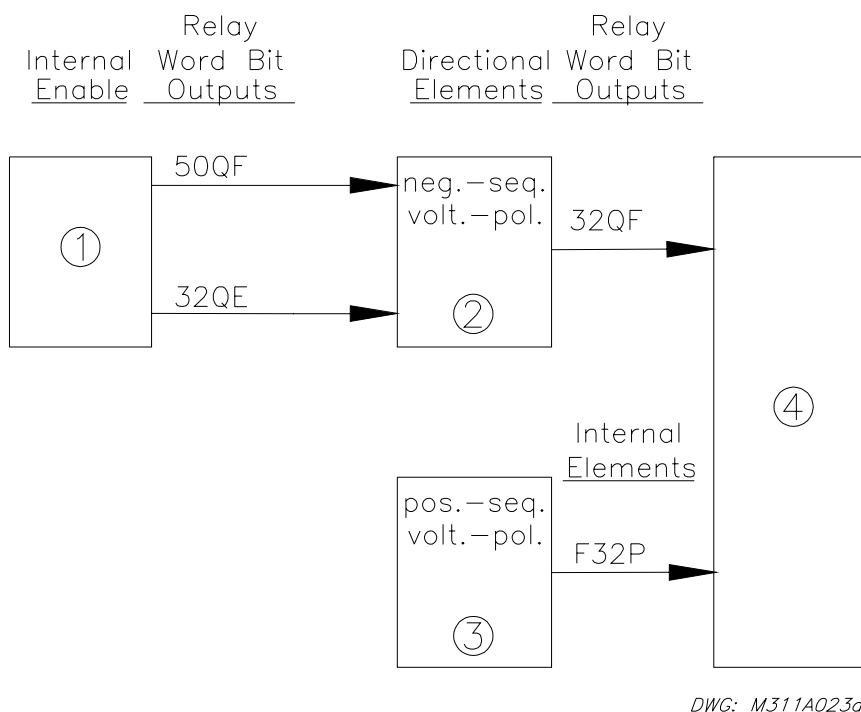 Internal
Enable
Relay
Word Bit
Outputs
Directional
Elements
Relay
Word Bit
Outputs
50QF
32QE
1
neg.-seq.
volt.-pol.
2
32QF
pos.-seq.
volt.-pol.
3
Internal
Elements
F32P
4
DWG: M311A023a